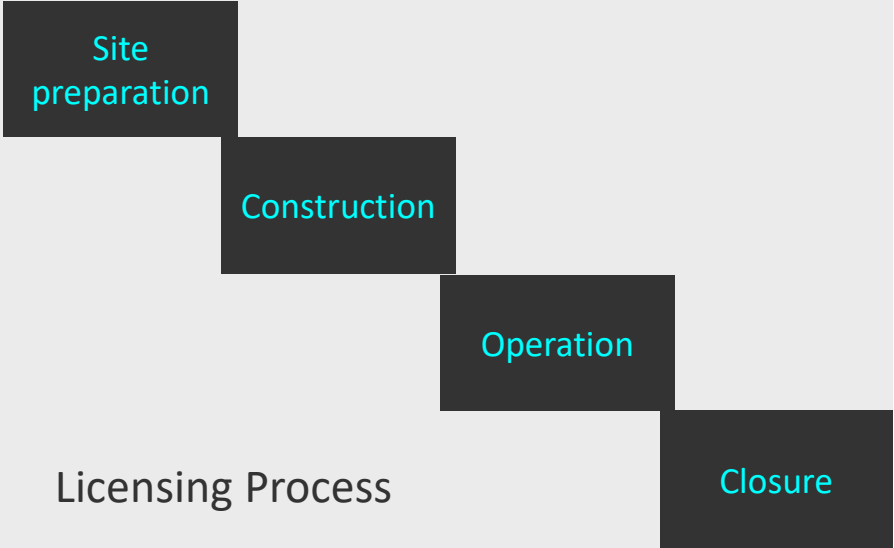 Site
preparation
Construction
Operation
Closure
Licensing Process